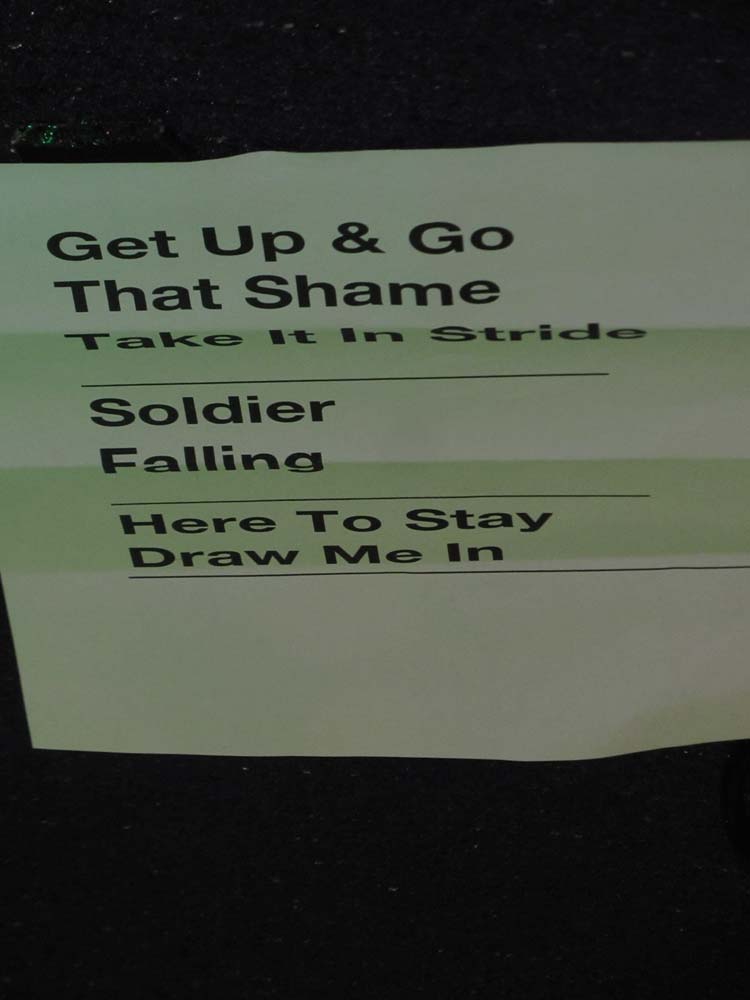 Get Up & Go
That Shame
Take It In Stride
Soldier
Falling
Here To Stay
Draw Me In